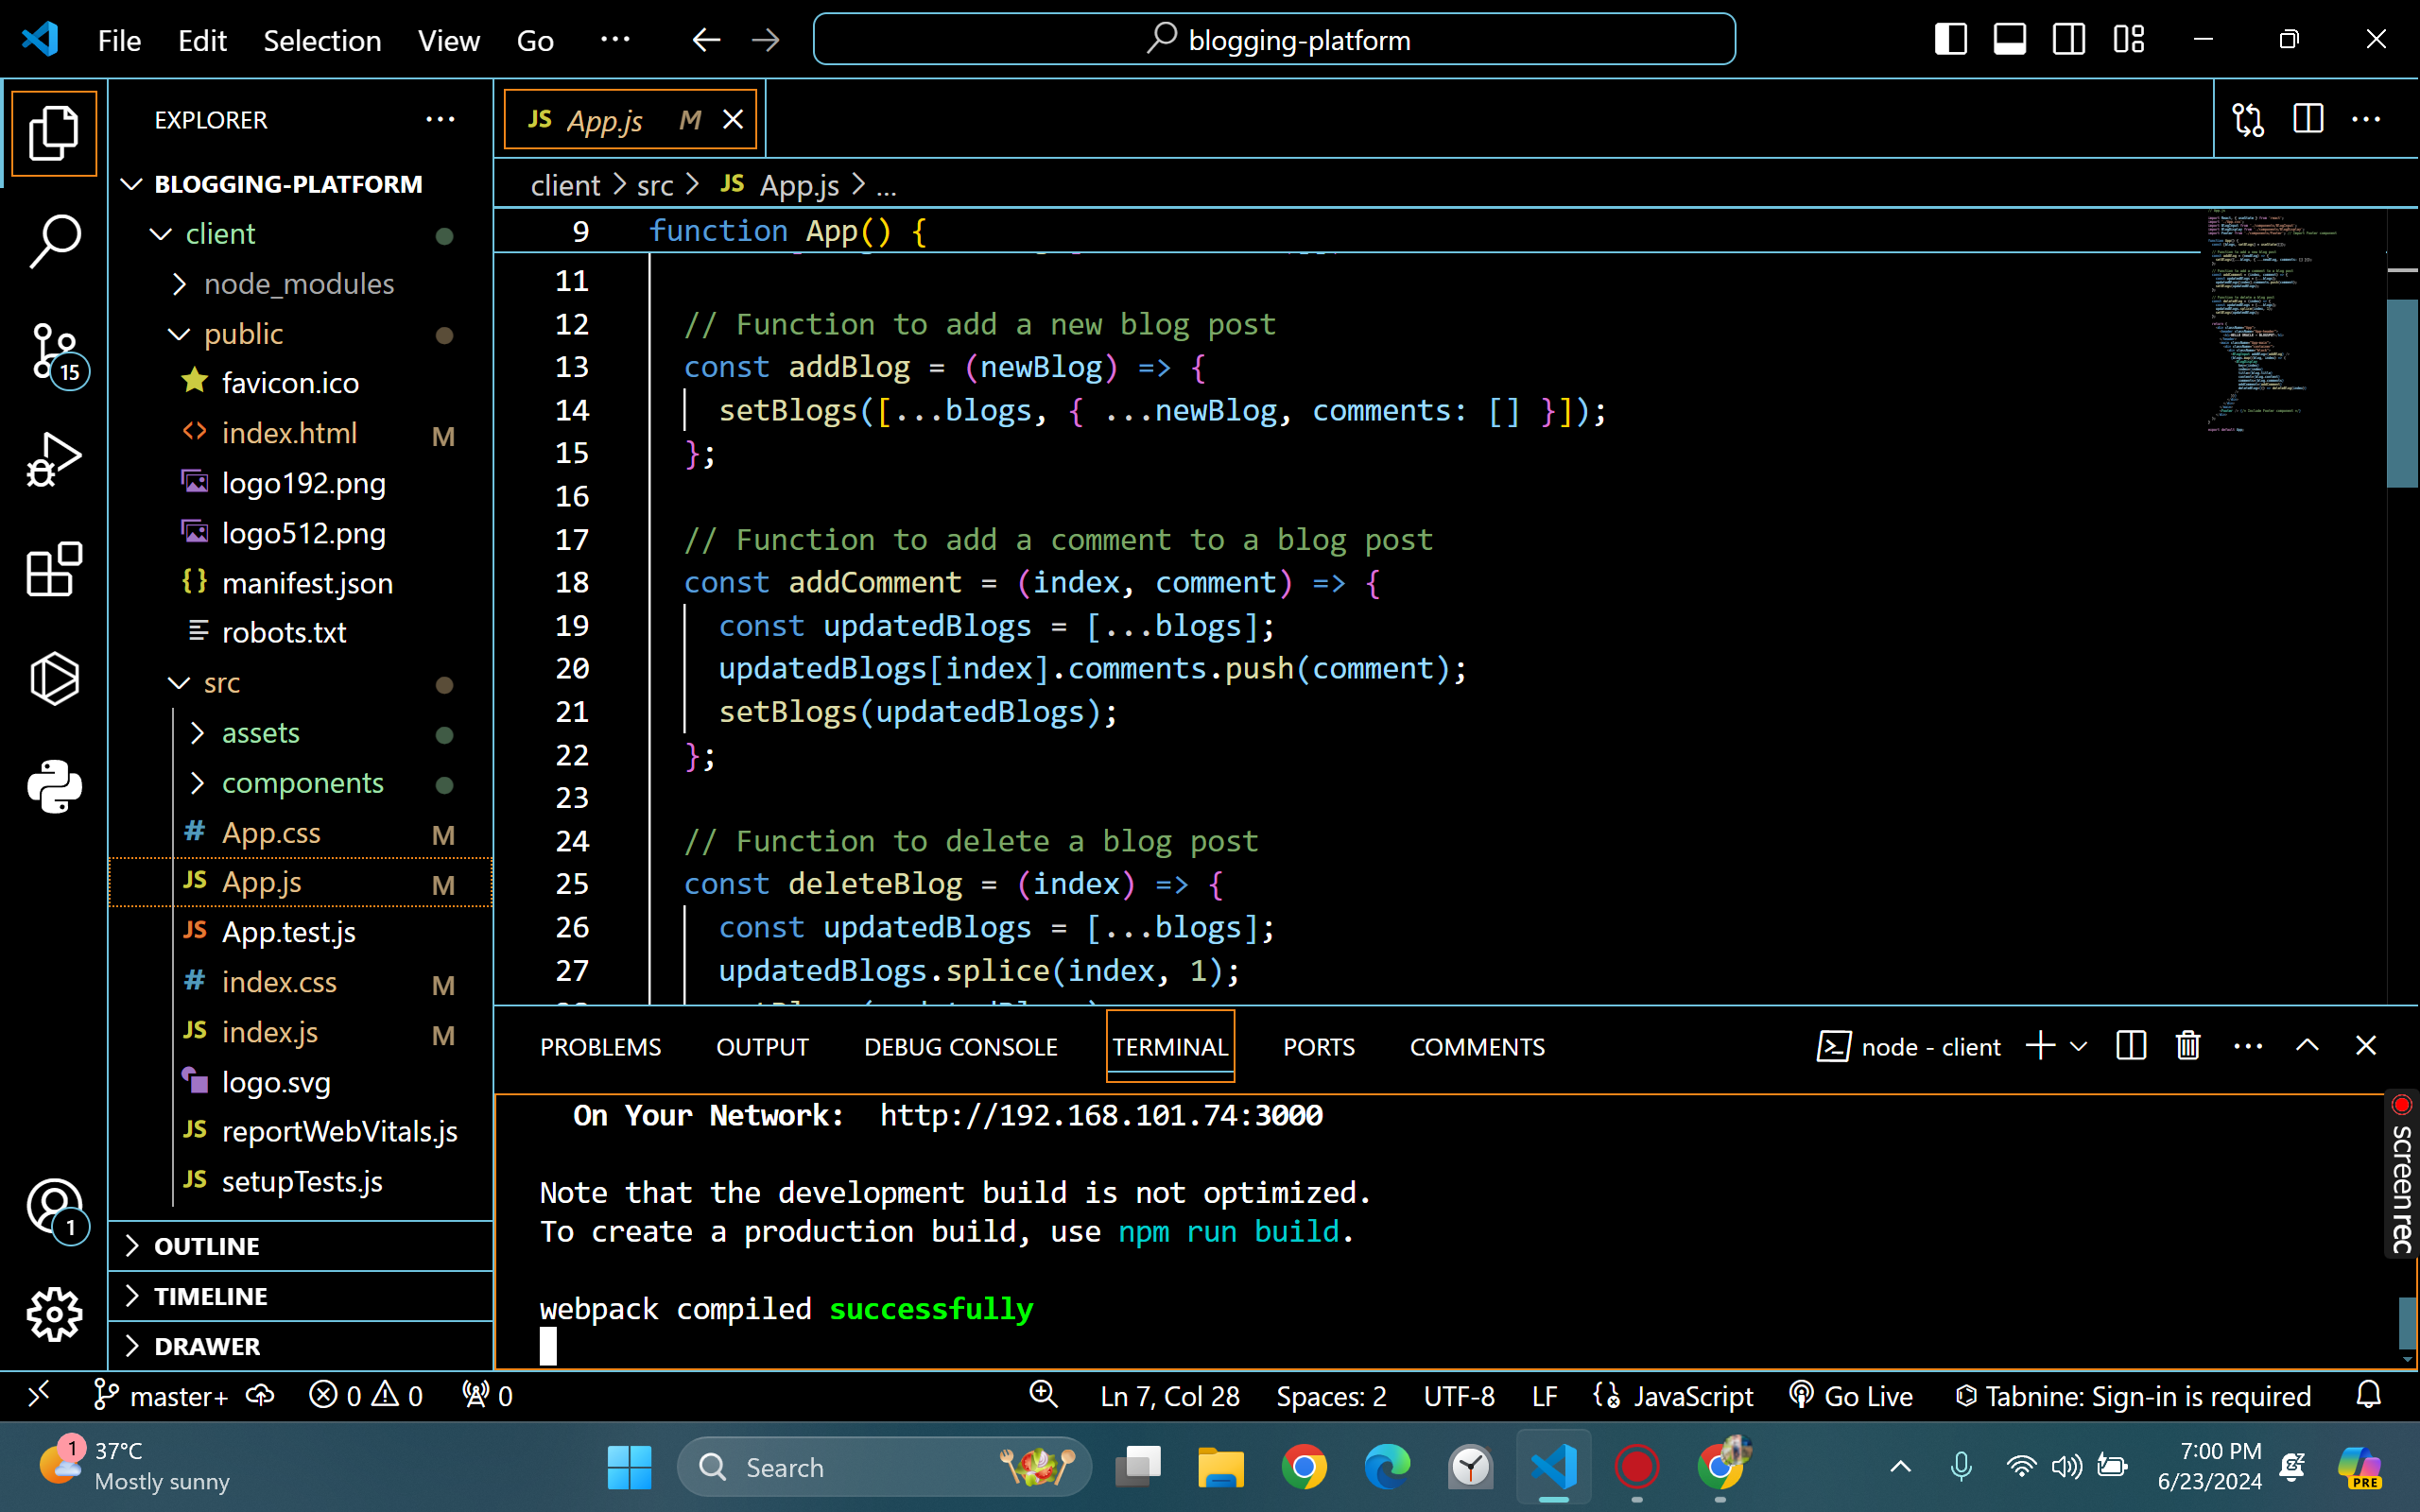 File Edit Selection View Go ... blogging-platform
EXPLORER
BLOGGING-PLATFORM
client
node_modules
public
favicon.ico
index.html M
logo192.png
logo512.png
manifest.json
robots.txt
src
assets
components
App.css M
App.js M
App.test.js
index.css M
index.js M
logo.svg
reportWebVitals.js
setupTests.js
OUTLINE
TIMELINE
DRAWER
15
1
JS App.js M
client > src > JS App.js > ...
9 function App() {
11
12 // Function to add a new blog post
13 const addBlog = (newBlog) => {
14 setBlogs([...blogs, { ...newBlog, comments: [] }]);
15 };
16
17 // Function to add a comment to a blog post
18 const addComment = (index, comment) => {
19 const updatedBlogs = [...blogs];
20 updatedBlogs[index].comments.push(comment);
21 setBlogs(updatedBlogs);
22 };
23
24 // Function to delete a blog post
25 const deleteBlog = (index) => {
26 const updatedBlogs = [...blogs];
27 updatedBlogs.splice(index, 1);
PROBLEMS OUTPUT DEBUG CONSOLE TERMINAL PORTS COMMENTS node - client
On Your Network: http://192.168.101.74:3000
Note that the development build is not optimized.
To create a production build, use npm run build.
webpack compiled successfully
screenrec
master+ 0 0 0 Ln 7, Col 28 Spaces: 2 UTF-8 LF JavaScript Go Live Tabnine: Sign-in is required
1
37°C
Mostly sunny
Search
7:00 PM
6/23/2024
PRE